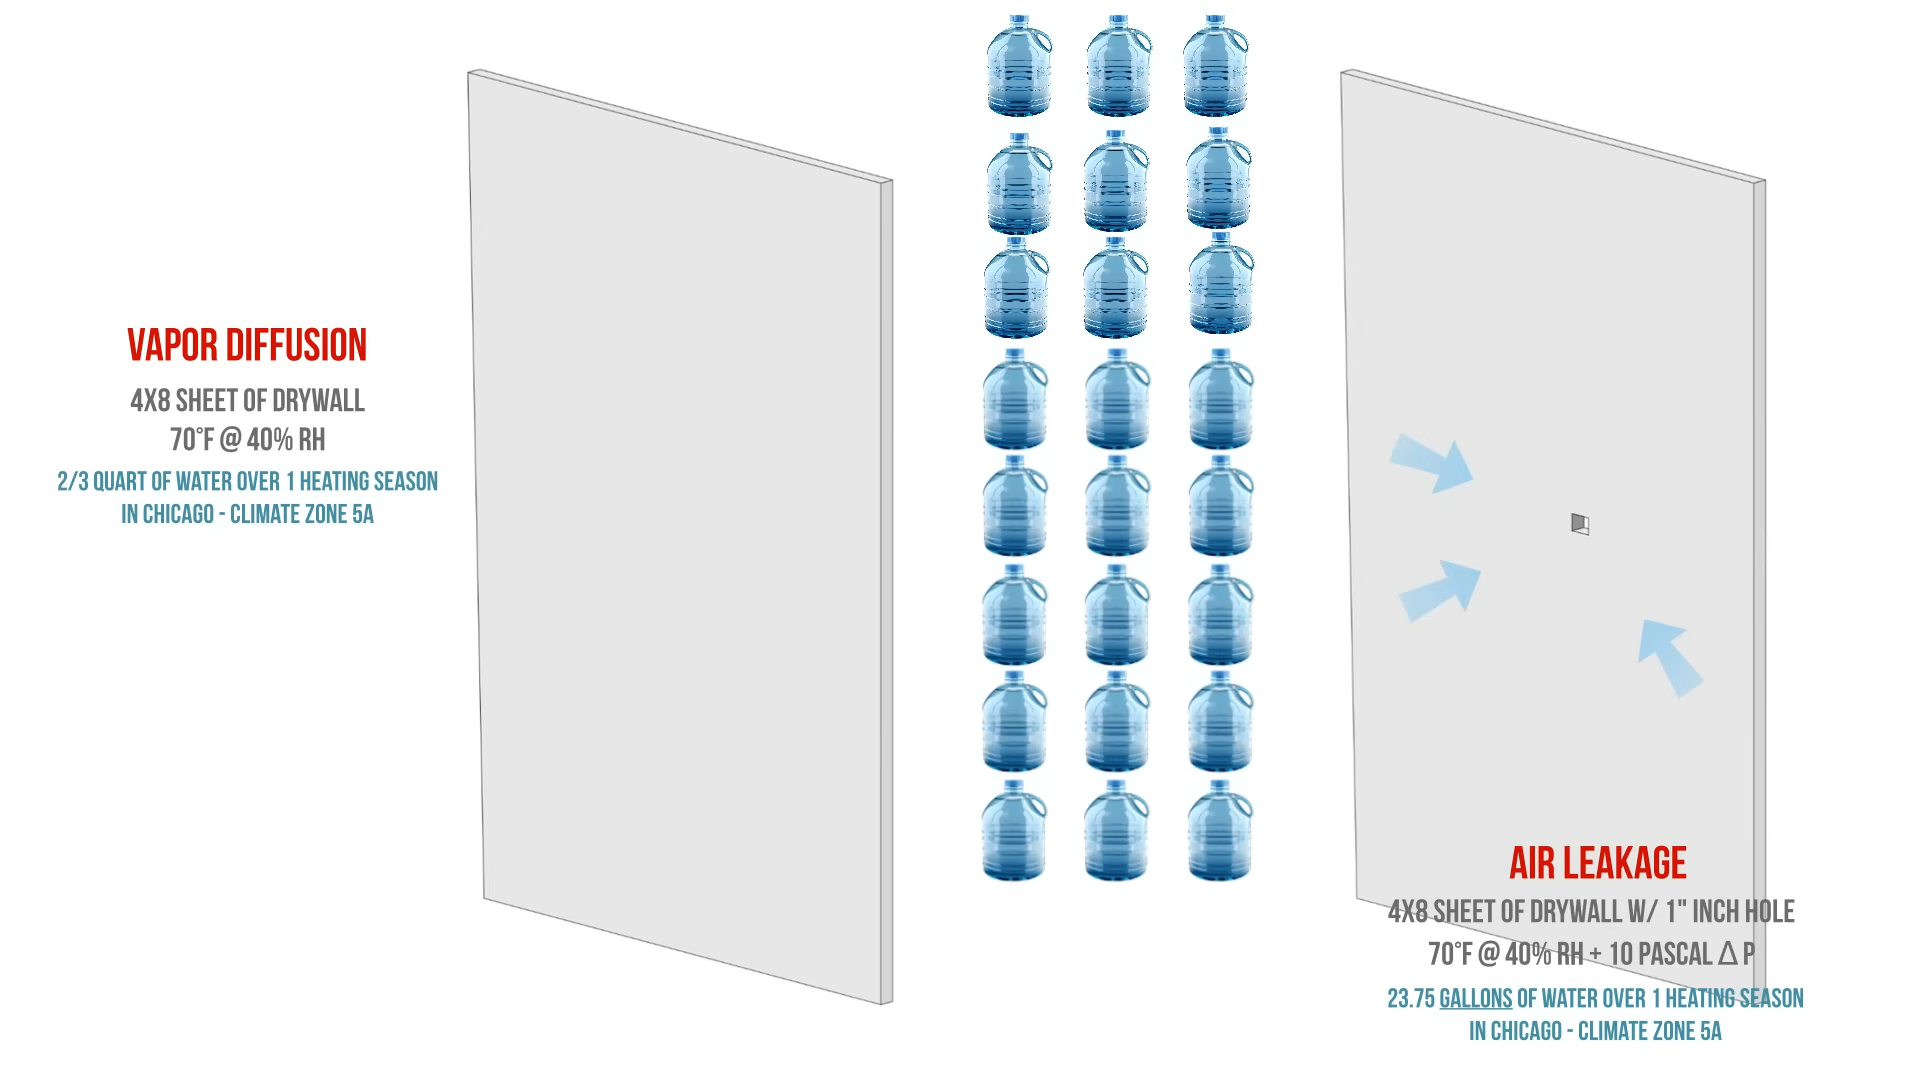 VAPOR DIFFUSION
4X8 SHEET OF DRYWALL
70°F @ 40% RH
2/3 QUART OF WATER OVER 1 HEATING SEASON
IN CHICAGO - CLIMATE ZONE 5A
AIR LEAKAGE
4X8 SHEET OF DRYWALL W/ 1" INCH HOLE
70°F @ 40% RH + 10 PASCAL Δ P
23.75 GALLONS OF WATER OVER 1 HEATING SEASON
IN CHICAGO - CLIMATE ZONE 5A